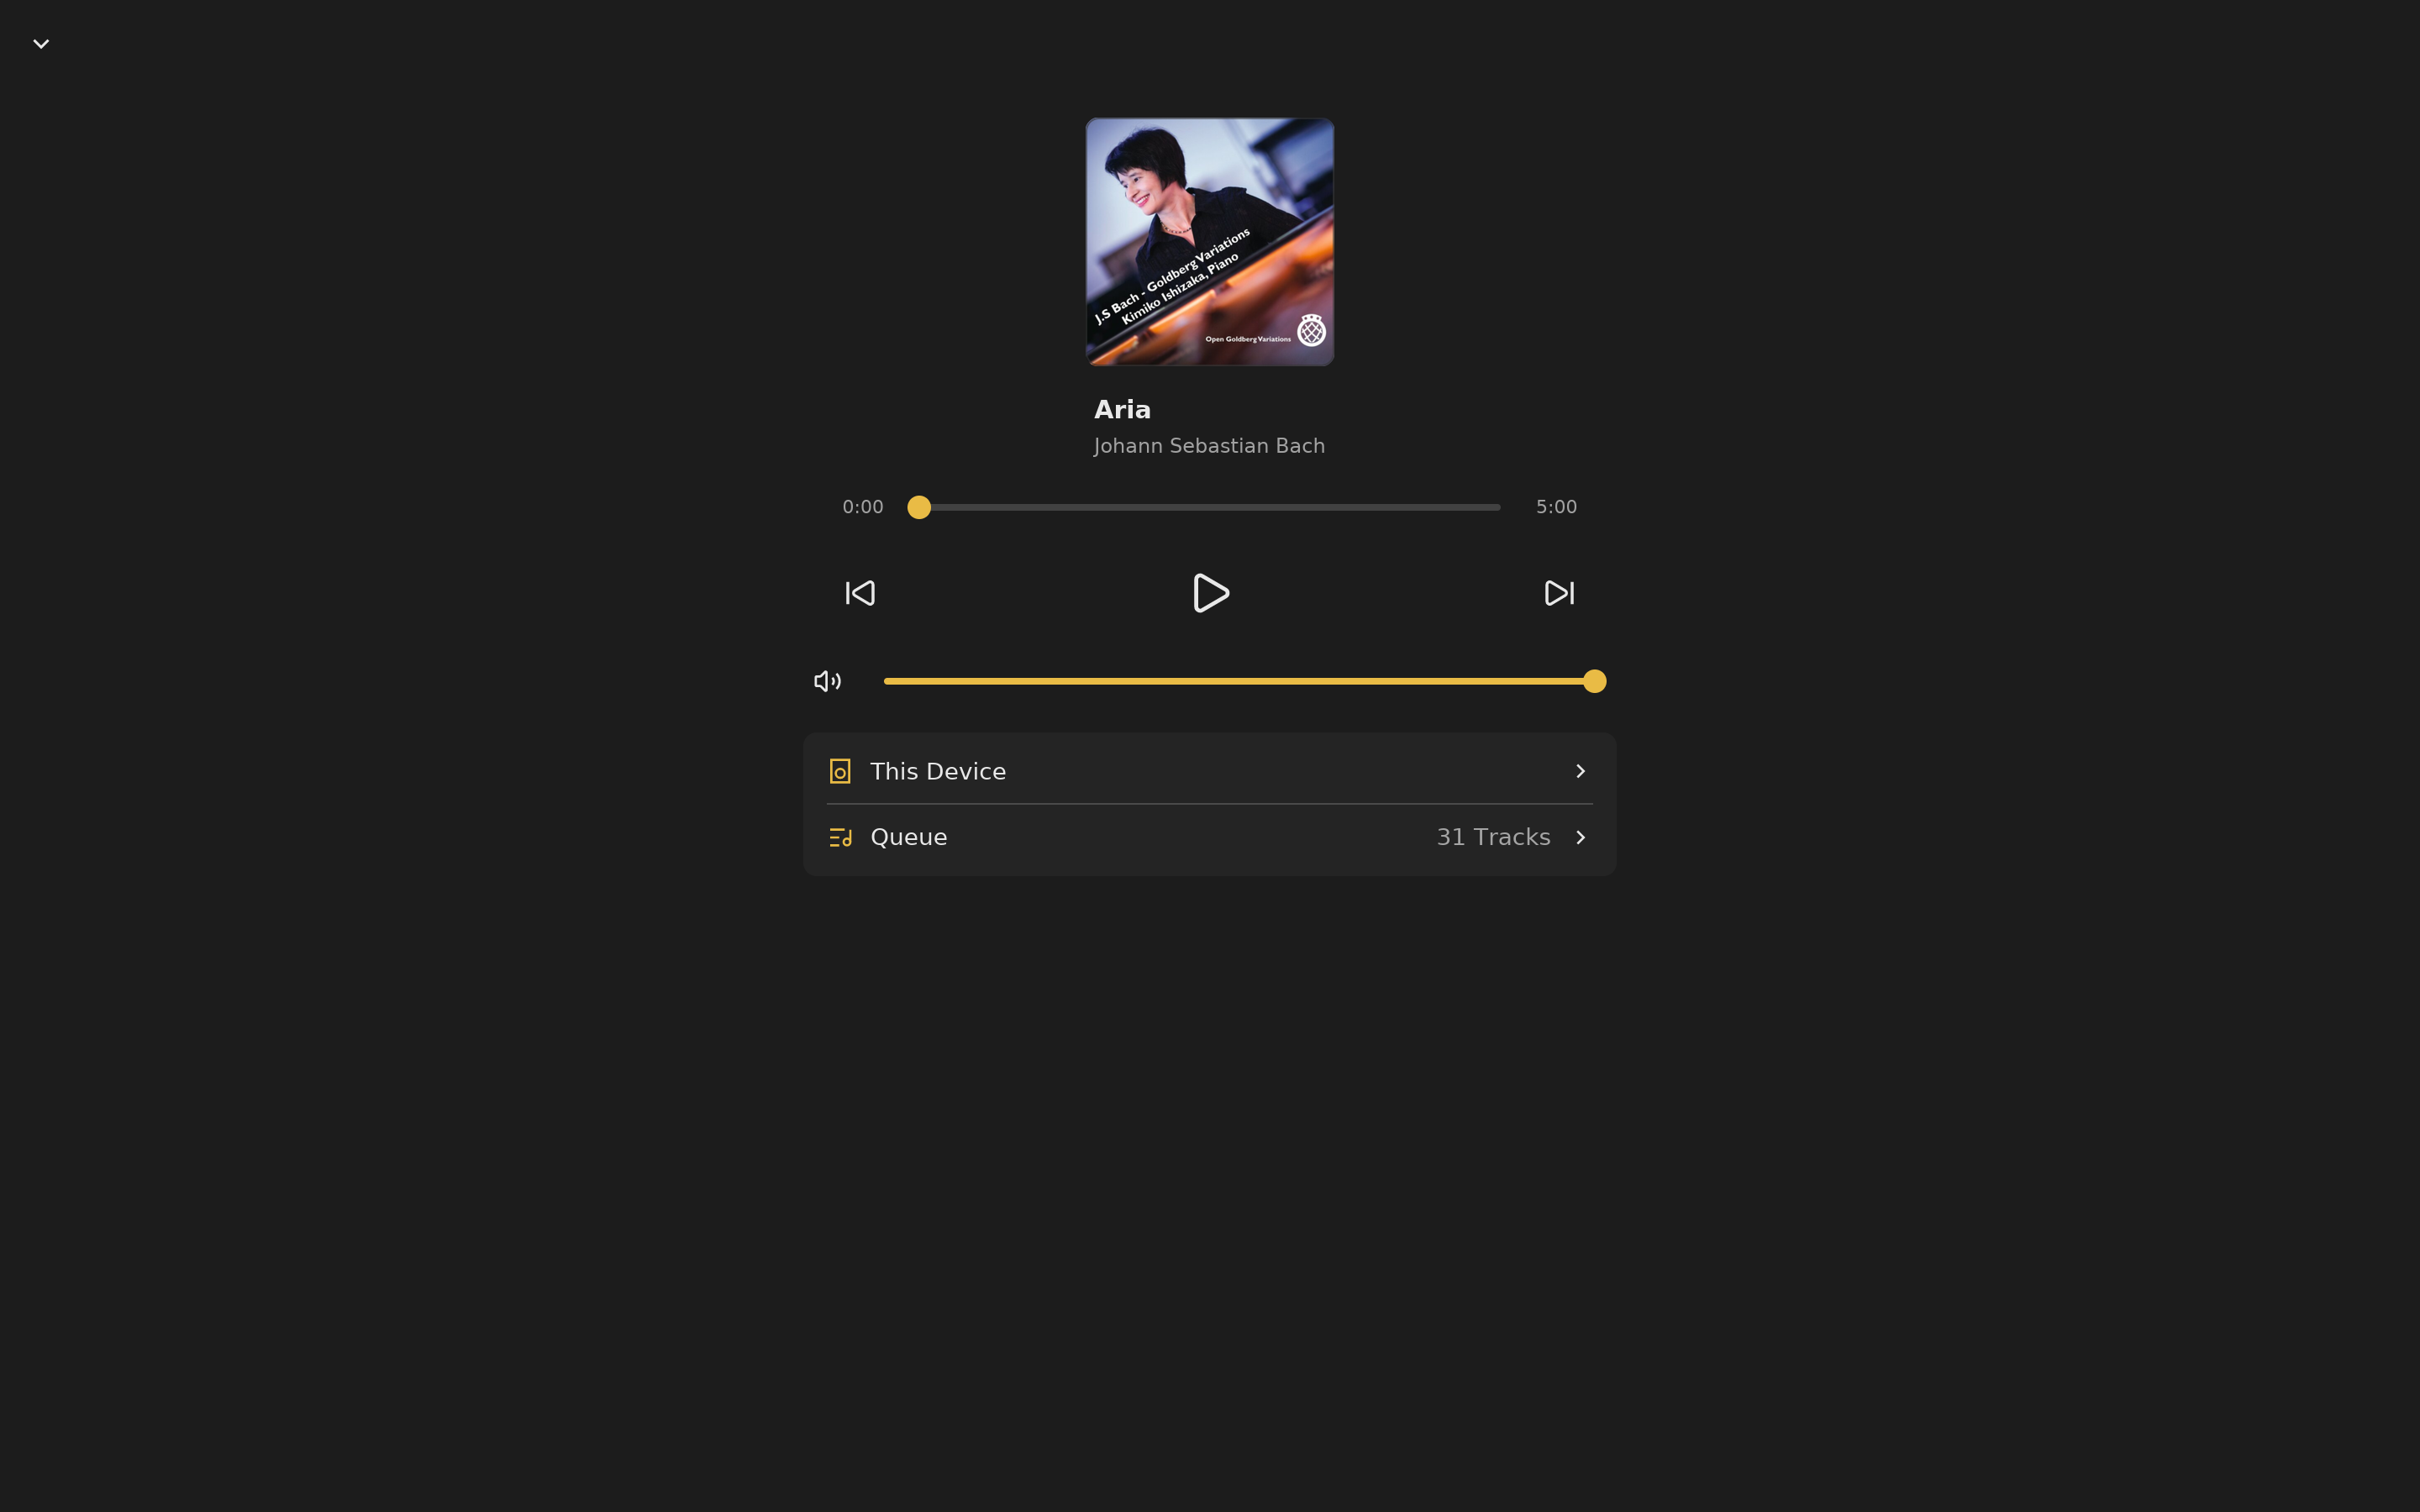 J.S Bach - Goldberg Variations
Kimiko Ishizaka, Piano
Open Goldberg Variations
Aria
Johann Sebastian Bach
0:00
5:00
This Device
Queue
31 Tracks